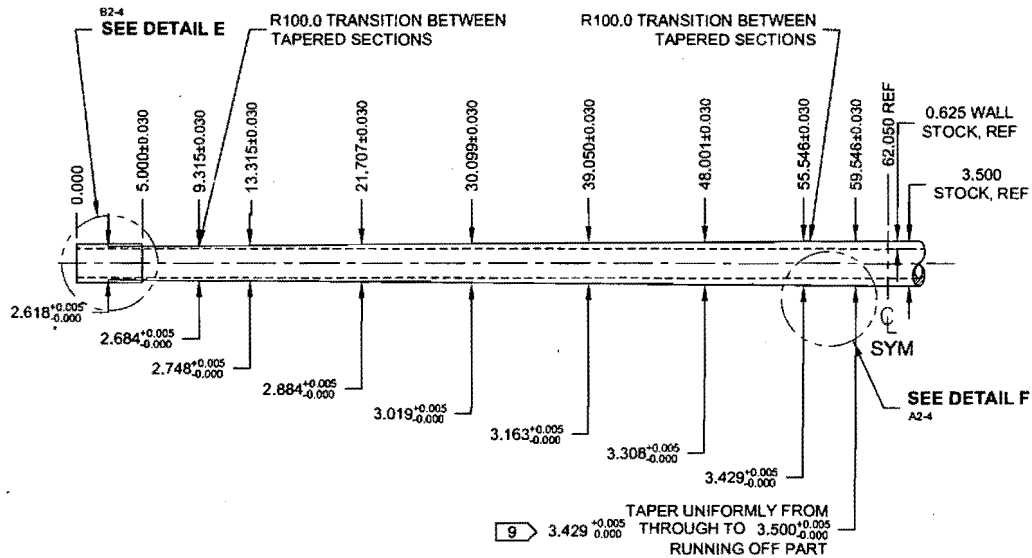 B2-4
SEE DETAIL E
R100.0 TRANSITION BETWEEN
TAPERED SECTIONS
R100.0 TRANSITION BETWEEN
TAPERED SECTIONS
0.000
5.000±0.030
9.315±0.030
13.315±0.030
21.707±0.030
30.099±0.030
39.050±0.030
48.001±0.030
55.546±0.030
59.546±0.030
62.050 REF
0.625 WALL
STOCK, REF
3.500
STOCK, REF
2.618 +0.005 -0.000
2.684 +0.005 -0.000
2.748 +0.005 -0.000
2.884 +0.005 -0.000
3.019 +0.005 -0.000
3.163 +0.005 -0.000
3.308 +0.005 -0.000
3.429 +0.005 -0.000
℄
SYM
SEE DETAIL F
A2-4
TAPER UNIFORMLY FROM
9 3.429 +0.005 0.000 THROUGH TO 3.500 +0.005 -0.000
RUNNING OFF PART